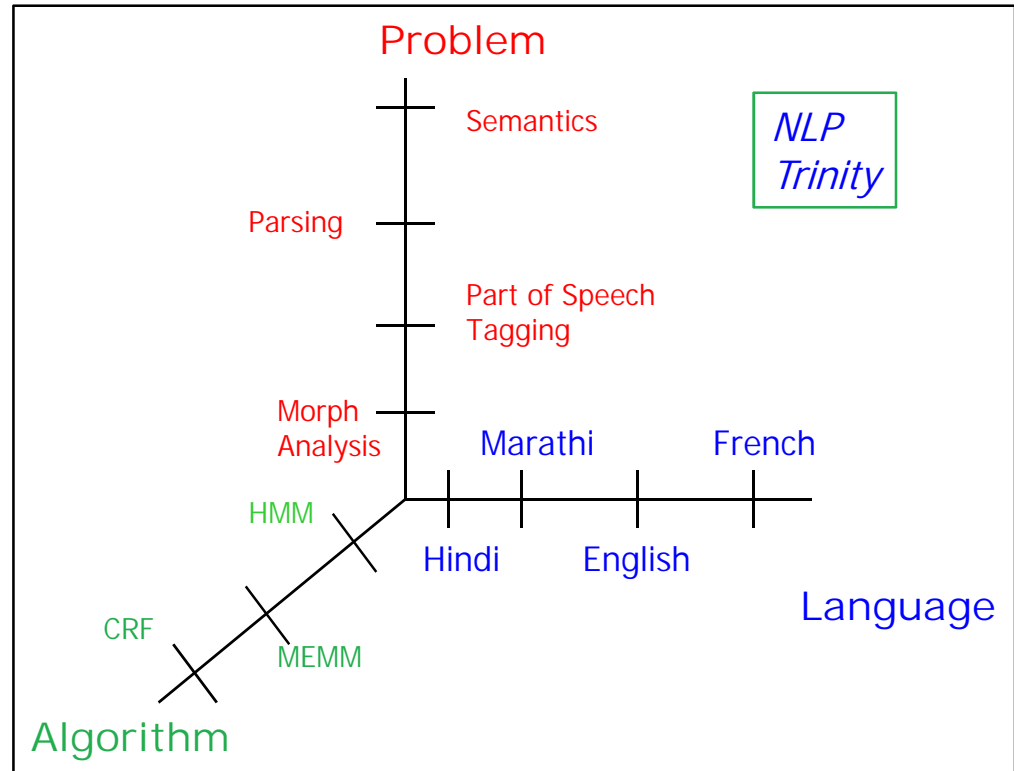 Problem
Semantics
NLP
Trinity
Parsing
Part of Speech
Tagging
Morph
Analysis
Marathi
French
HMM
Hindi
English
Language
CRF
MEMM
Algorithm